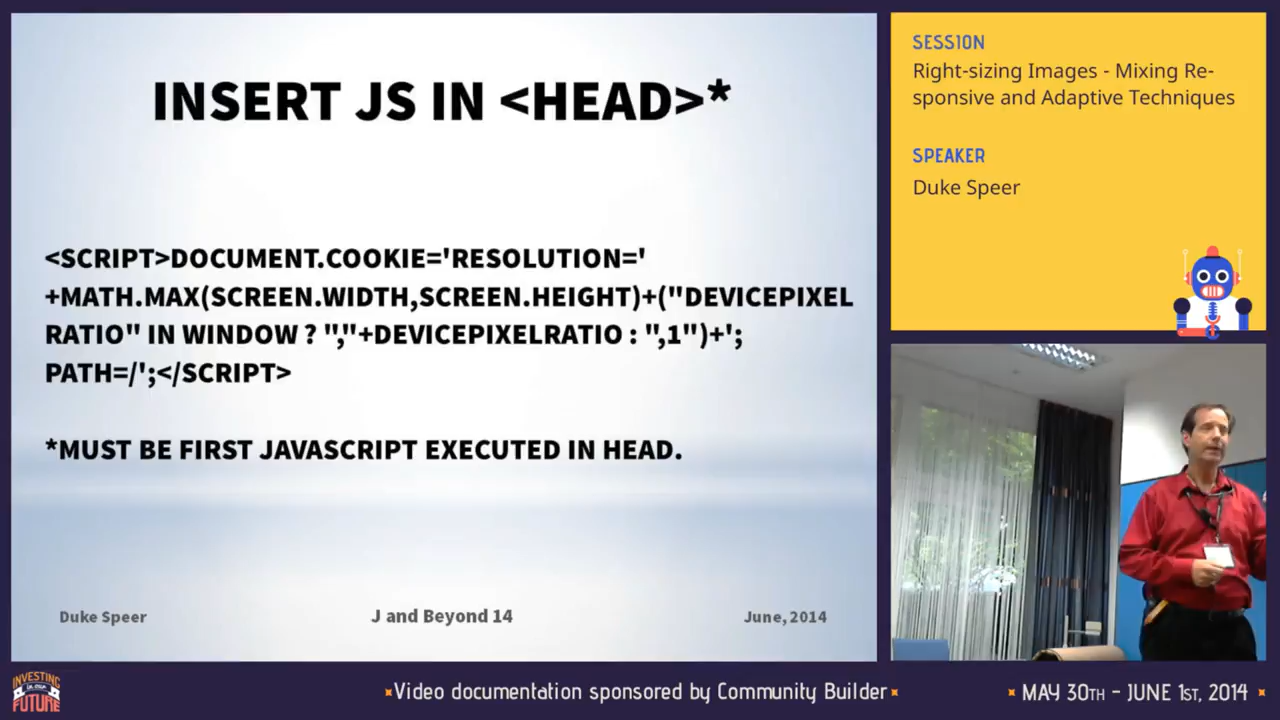 INSERT JS IN <HEAD>*
<SCRIPT>DOCUMENT.COOKIE='RESOLUTION='
+MATH.MAX(SCREEN.WIDTH,SCREEN.HEIGHT)+("DEVICEPIXEL
RATIO" IN WINDOW ? ","+DEVICEPIXELRATIO : ",1")+';
PATH=/';</SCRIPT>
*MUST BE FIRST JAVASCRIPT EXECUTED IN HEAD.
Duke Speer
J and Beyond 14
June, 2014
SESSION
Right-sizing Images - Mixing Re-
sponsive and Adaptive Techniques
SPEAKER
Duke Speer
INVESTING
IN OUR
FUTURE
Video documentation sponsored by Community Builder
MAY 30TH - JUNE 1ST, 2014